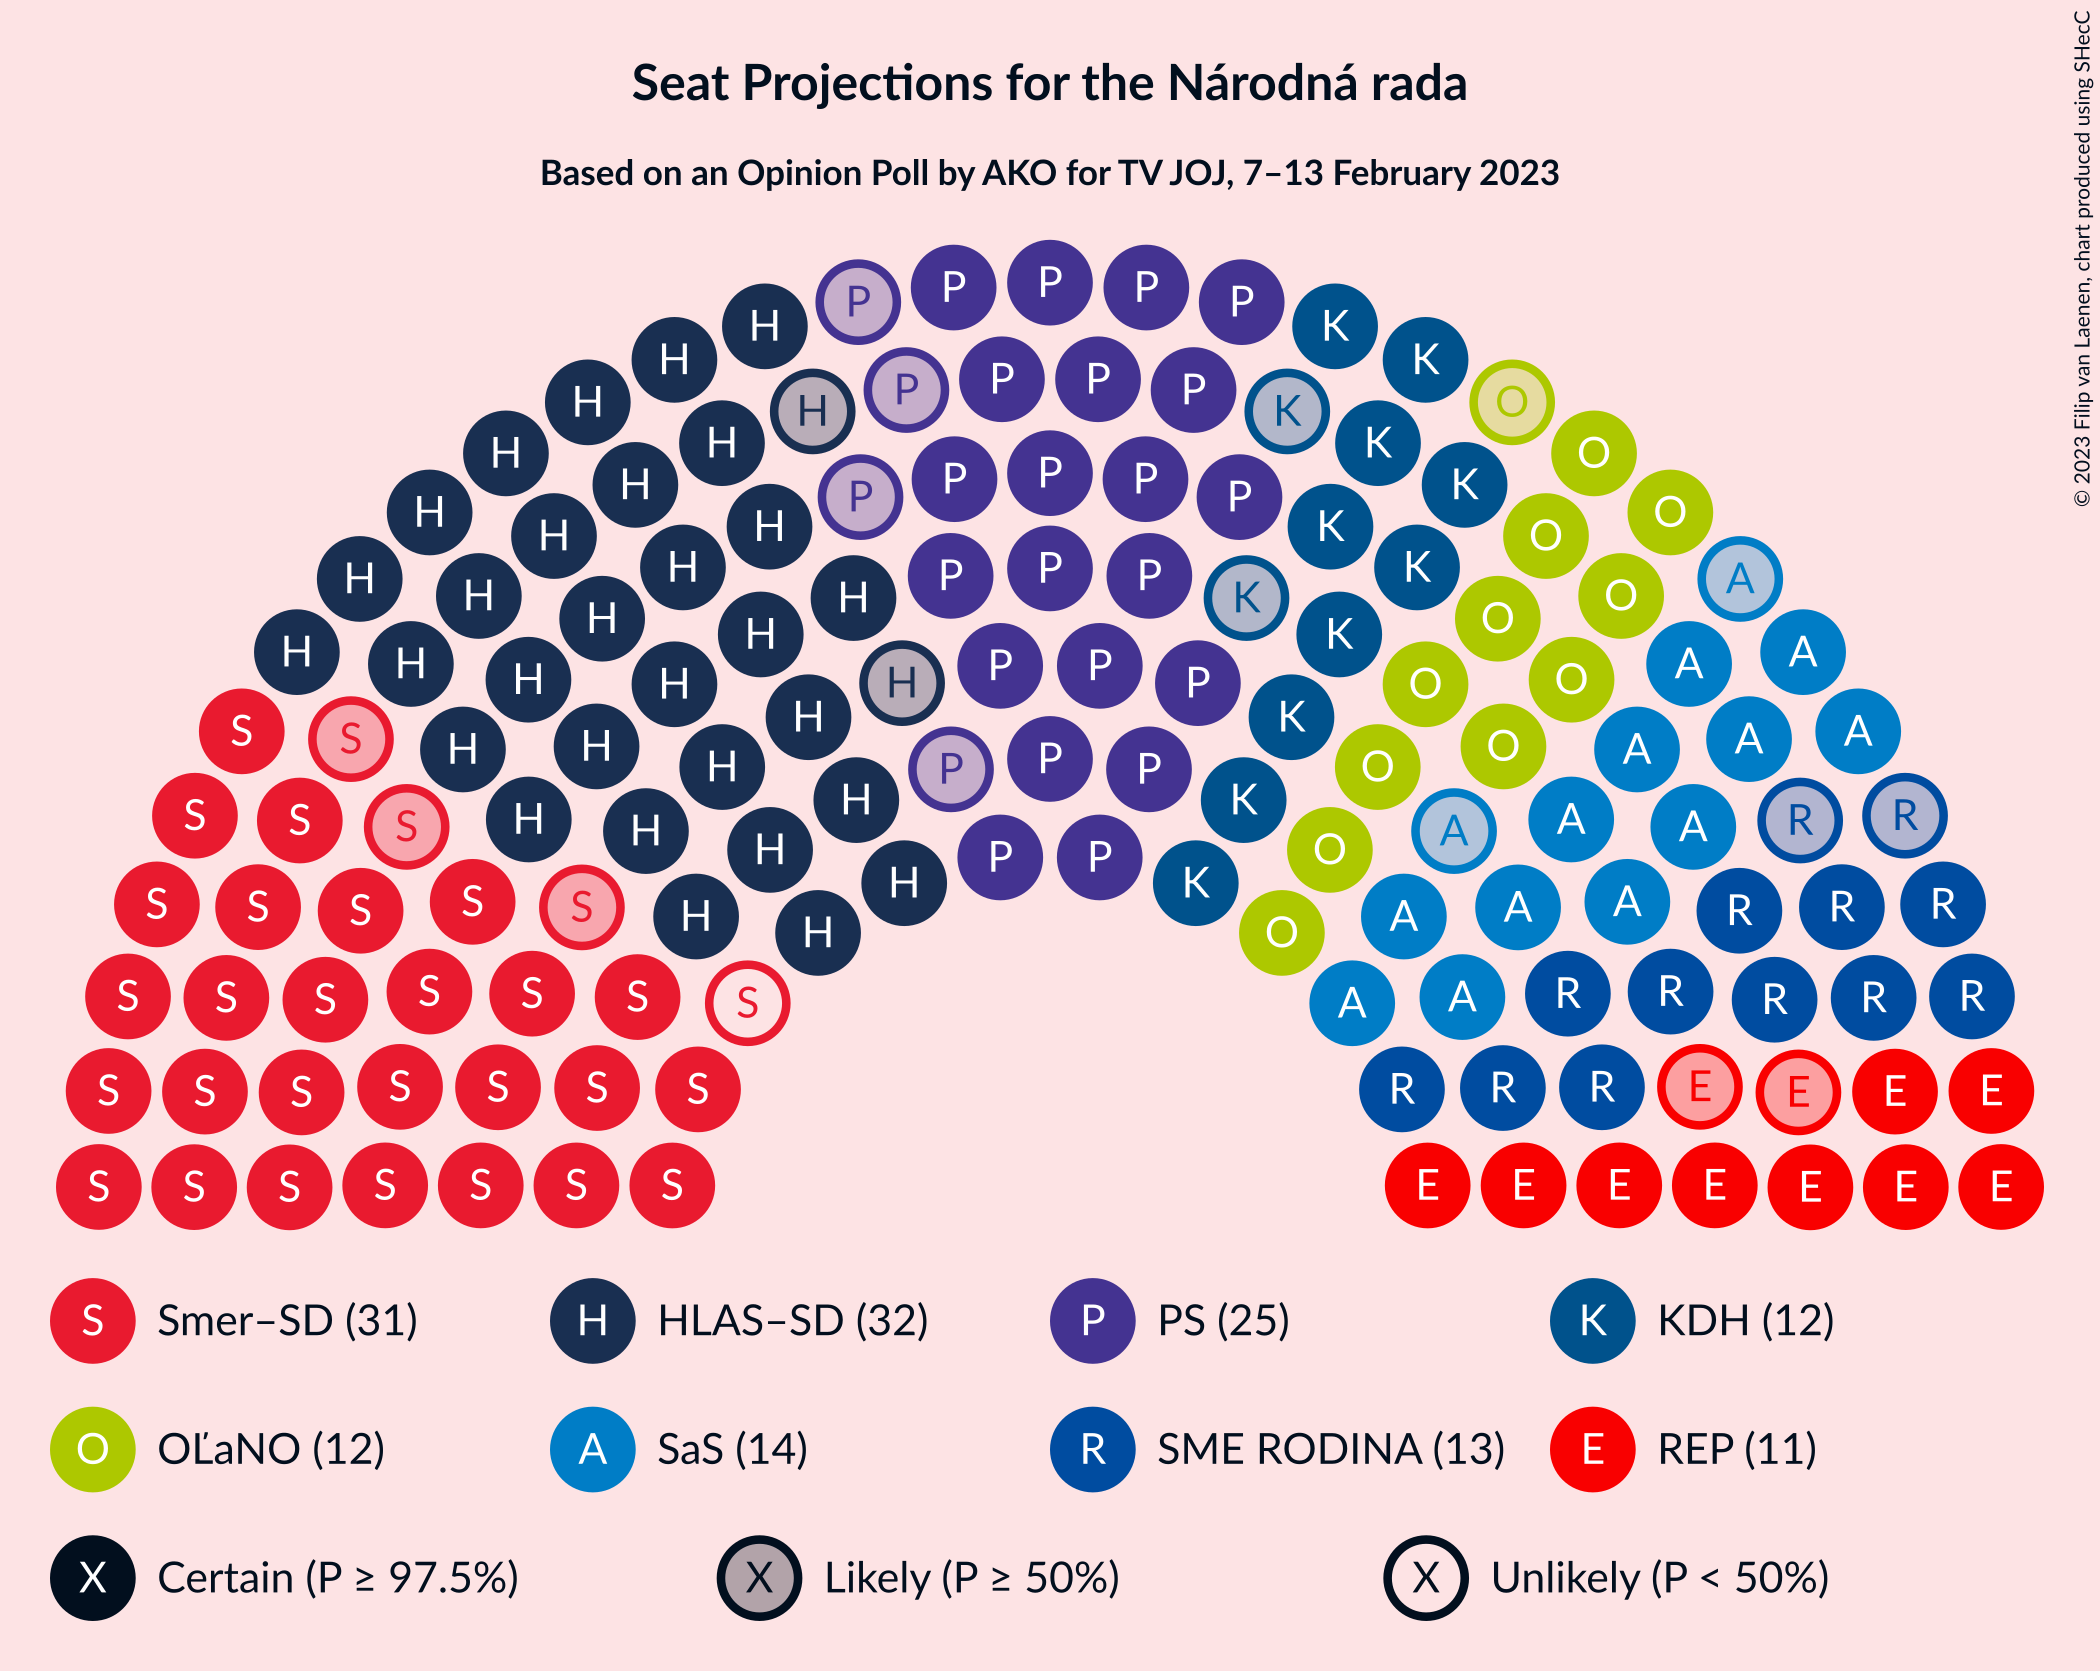 Seat Projections for the Národná rada
Based on an Opinion Poll by AKO for TV JOJ, 7–13 February 2023
© 2023 Filip van Laenen, chart produced using SHecC
P P P P P
H H P P P P K K
H H H K K O
H H H P P P P P K K O O
H H H H P P P K K O O O A
H H H H H H P P P K K O O O A A
S S H H H H P P P K O O A A A
S S S H H H H P P K O A A A R R
S S S S S H H H K O A A A R R R
S S S S S S S A A R R R R R
S S S S S S S R R R E E E E
S S S S S S S E E E E E E E
S Smer–SD (31) H HLAS–SD (32) P PS (25) K KDH (12)
O OĽaNO (12) A SaS (14) R SME RODINA (13) E REP (11)
X Certain (P ≥ 97.5%) X Likely (P ≥ 50%) X Unlikely (P < 50%)